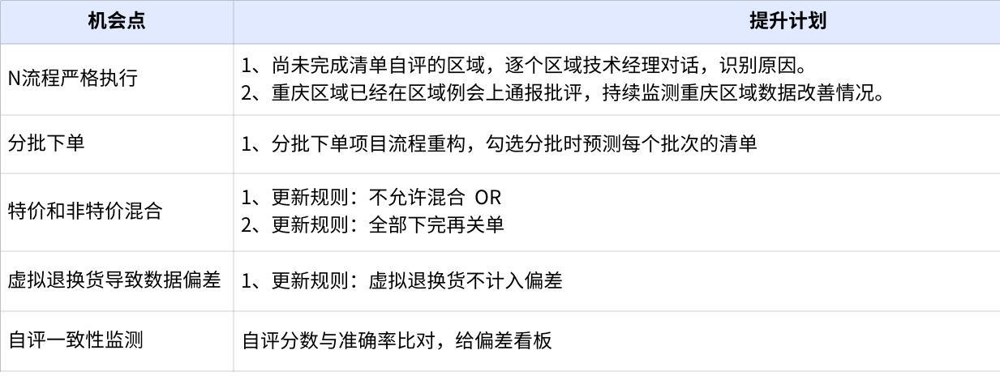 机会点
提升计划
N流程严格执行
1、尚未完成清单自评的区域，逐个区域技术经理对话，识别原因。
2、重庆区域已经在区域例会上通报批评，持续监测重庆区域数据改善情况。
分批下单
1、分批下单项目流程重构，勾选分批时预测每个批次的清单
特价和非特价混合
1、更新规则：不允许混合 OR
2、更新规则：全部下完再关单
虚拟退换货导致数据偏差
1、更新规则：虚拟退换货不计入偏差
自评一致性监测
自评分数与准确率比对，给偏差看板